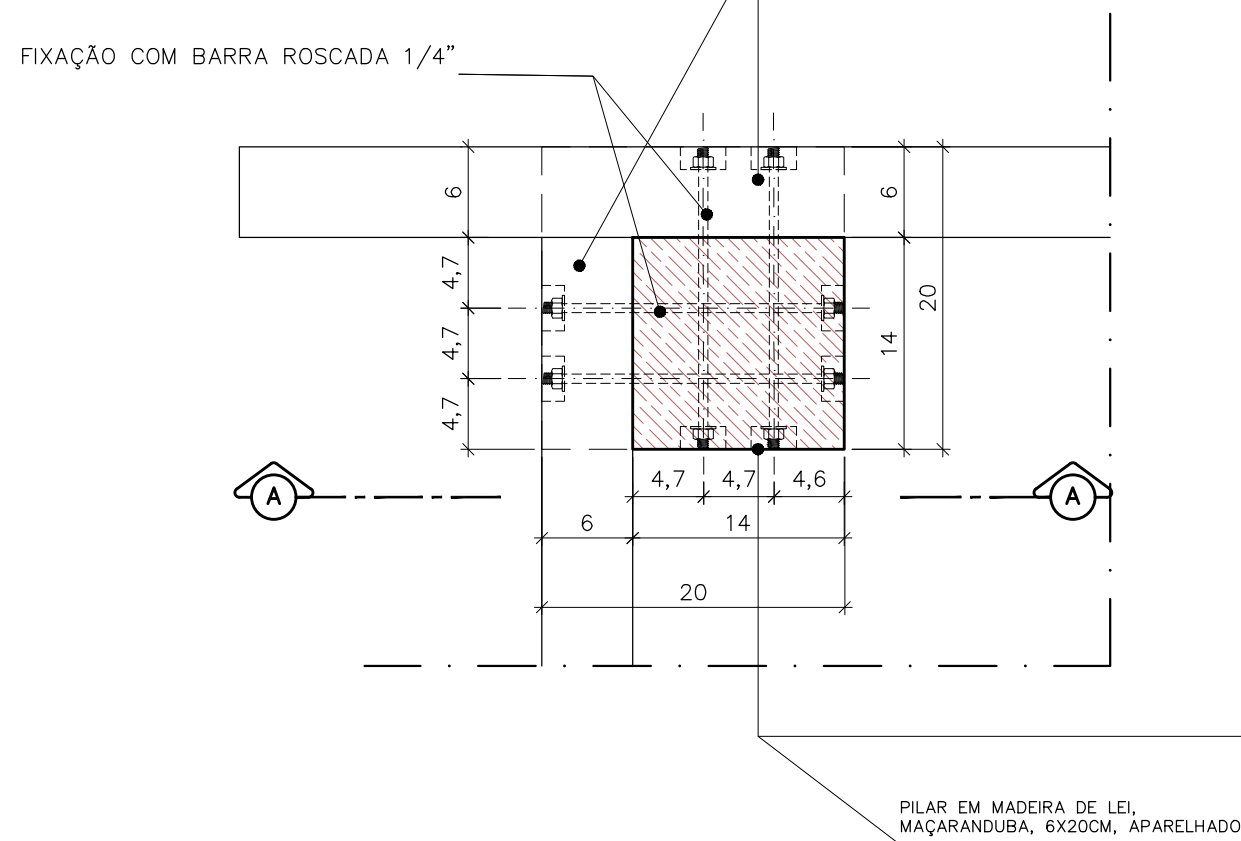 FIXAÇÃO COM BARRA ROSCADA 1/4”
6
6
4,7
20
4,7
14
4,7
4,7
4,7
4,6
A
A
6
14
20
PILAR EM MADEIRA DE LEI,
MAÇARANDUBA, 6X20CM, APARELHADO